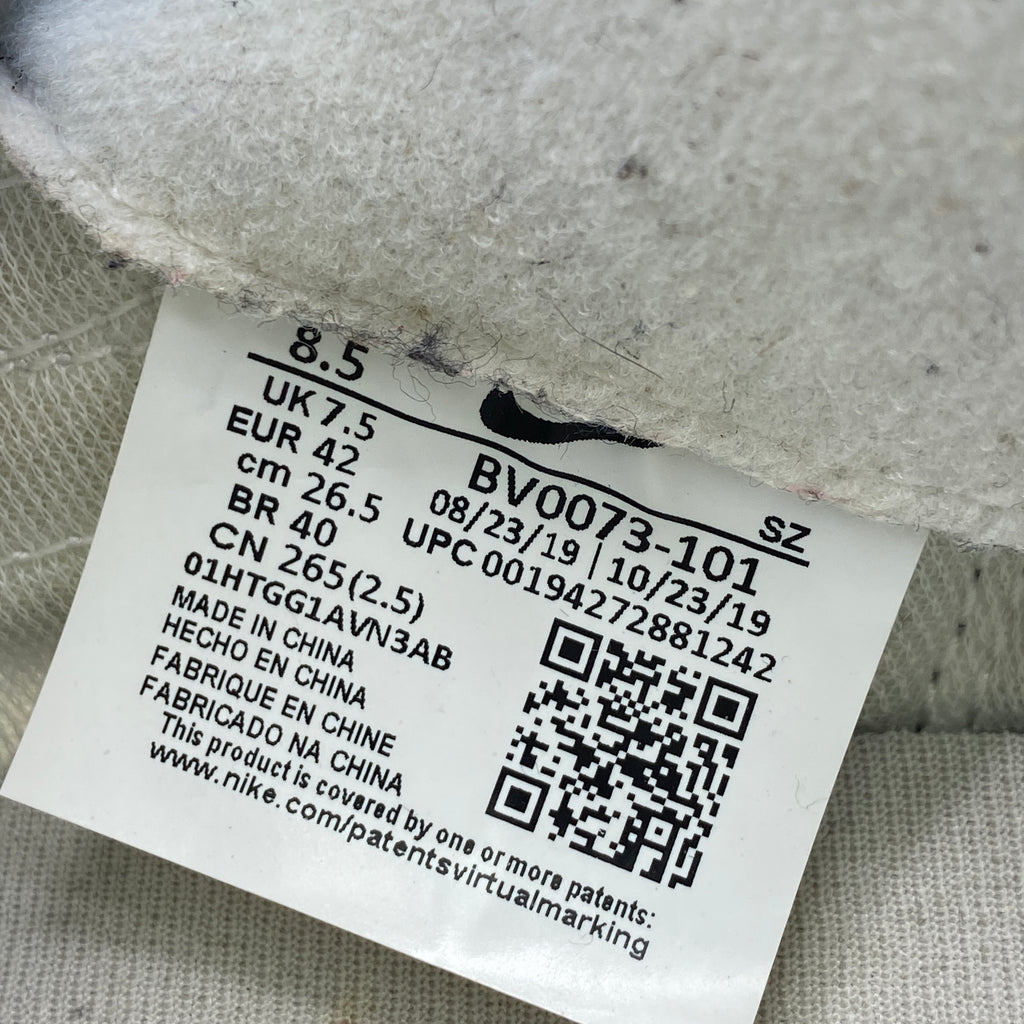 8.5
UK 7.5
EUR 42
cm 26.5
BR 40
CN 265(2.5)
01HTGG1AVN3AB
MADE IN CHINA
HECHO EN CHINA
FABRIQUE EN CHINE
FABRICADO NA CHINA
This product is covered by one or more patents:
www.nike.com/patentsvirtualmarking
SZ
BV0073-101
08/23/19 | 10/23/19
UPC 00194272881242